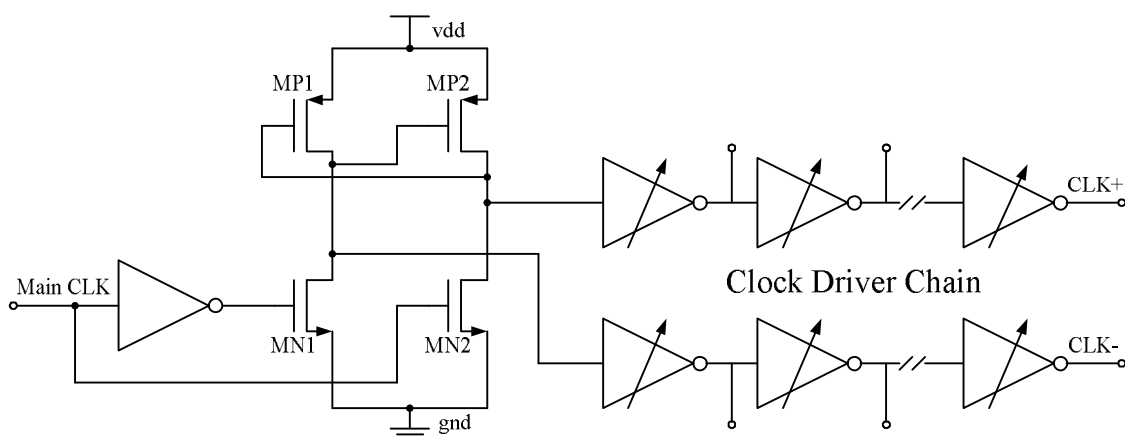 vdd
MP1
MP2
CLK+
Clock Driver Chain
Main CLK
MN1
MN2
CLK-
gnd